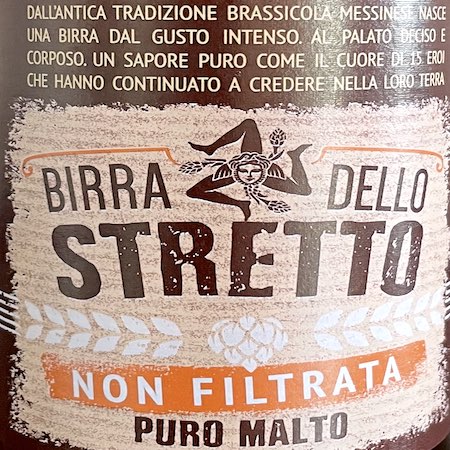 DALL'ANTICA TRADIZIONE BRASSICOLA MESSINESE NASCE
UNA BIRRA DAL GUSTO INTENSO, AL PALATO DECISO E
CORPOSO. UN SAPORE PURO COME IL CUORE DI 15 EROI
CHE HANNO CONTINUATO A CREDERE NELLA LORO TERRA
BIRRA DELLO
STRETTO
NON FILTRATA
PURO MALTO